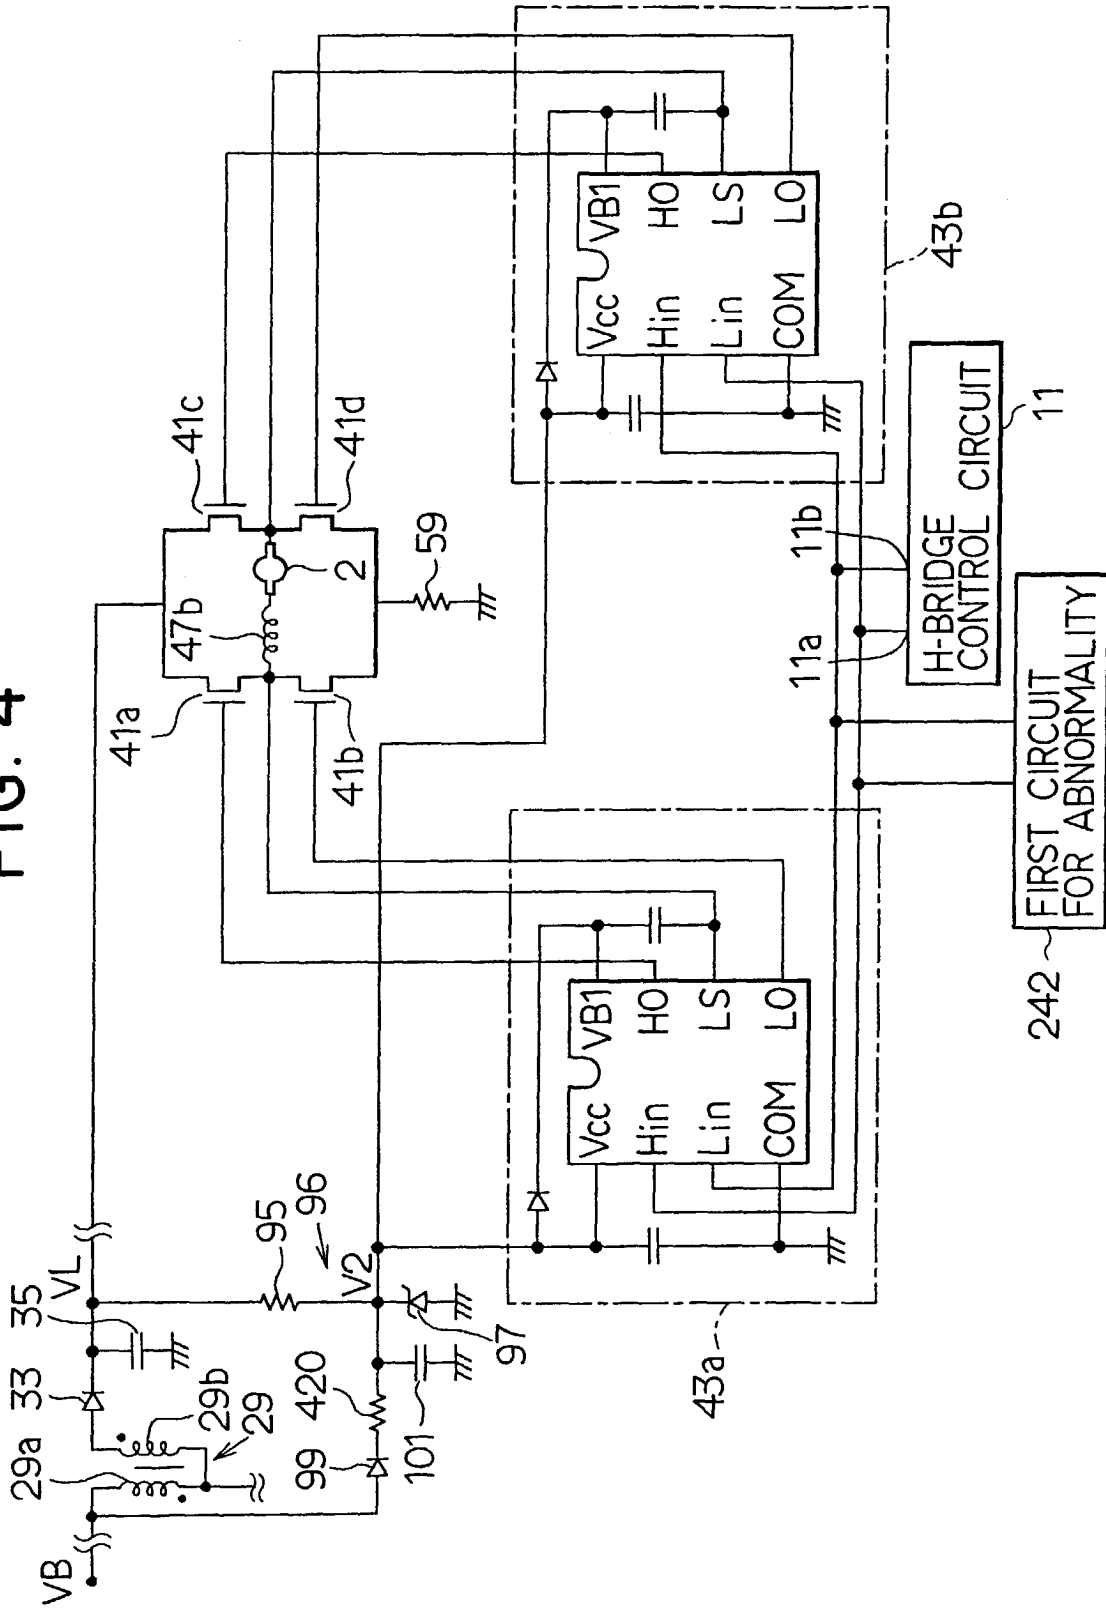 FIG. 4
VB
29a
29b
29
33
35
VL
99
420
101
95
96
V2
97
41a
41b
41c
41d
47b
2
59
43a
Vcc
VB1
Hin
HO
Lin
LS
COM
LO
43b
Vcc
VB1
Hin
HO
Lin
LS
COM
LO
11a
11b
H-BRIDGE
CONTROL CIRCUIT
11
FIRST CIRCUIT
FOR ABNORMALITY
242